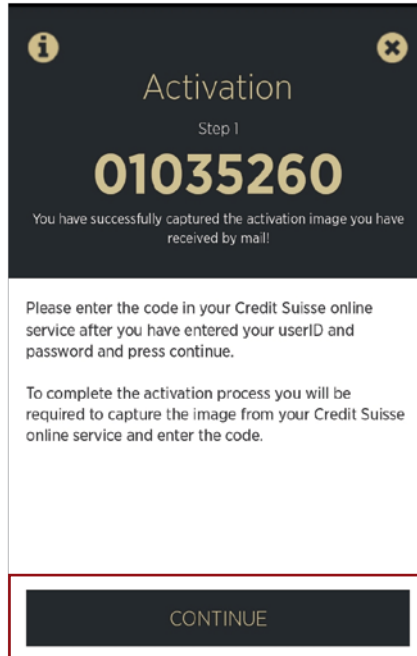 Activation
Step 1
01035260
You have successfully captured the activation image you have
received by mail!
Please enter the code in your Credit Suisse online
service after you have entered your userID and
password and press continue.
To complete the activation process you will be
required to capture the image from your Credit Suisse
online service and enter the code.
CONTINUE